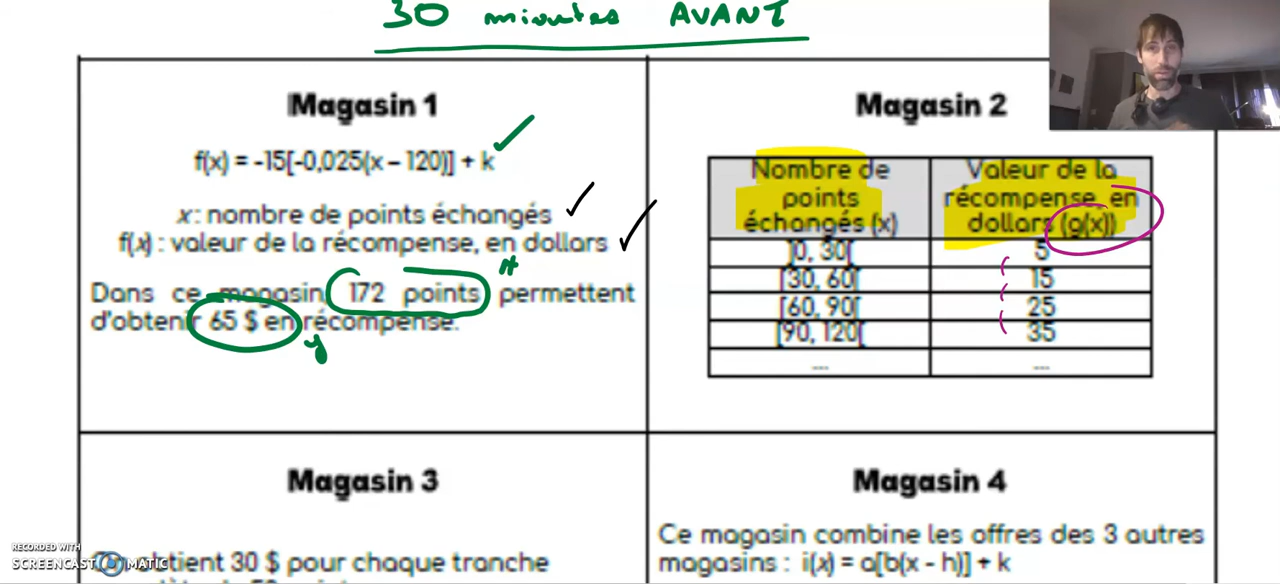 30 minutes AVANT
Magasin 1
f(x) = -15[-0,025(x – 120)] + k
x : nombre de points échangés
f(x) : valeur de la récompense, en dollars
x
Dans ce magasin, 172 points permettent
d'obtenir 65 $ en récompense.
y
Magasin 2
Nombre de points échangés (x)
Valeur de la récompense, en dollars (g(x))
]0, 30[ 5
[30, 60[ 15
[60, 90[ 25
[90, 120[ 35
... ...
Magasin 3
obtient 30 $ pour chaque tranche
Magasin 4
Ce magasin combine les offres des 3 autres
magasins : i(x) = a[b(x - h)] + k
RECORDED WITH
SCREENCAST MATIC